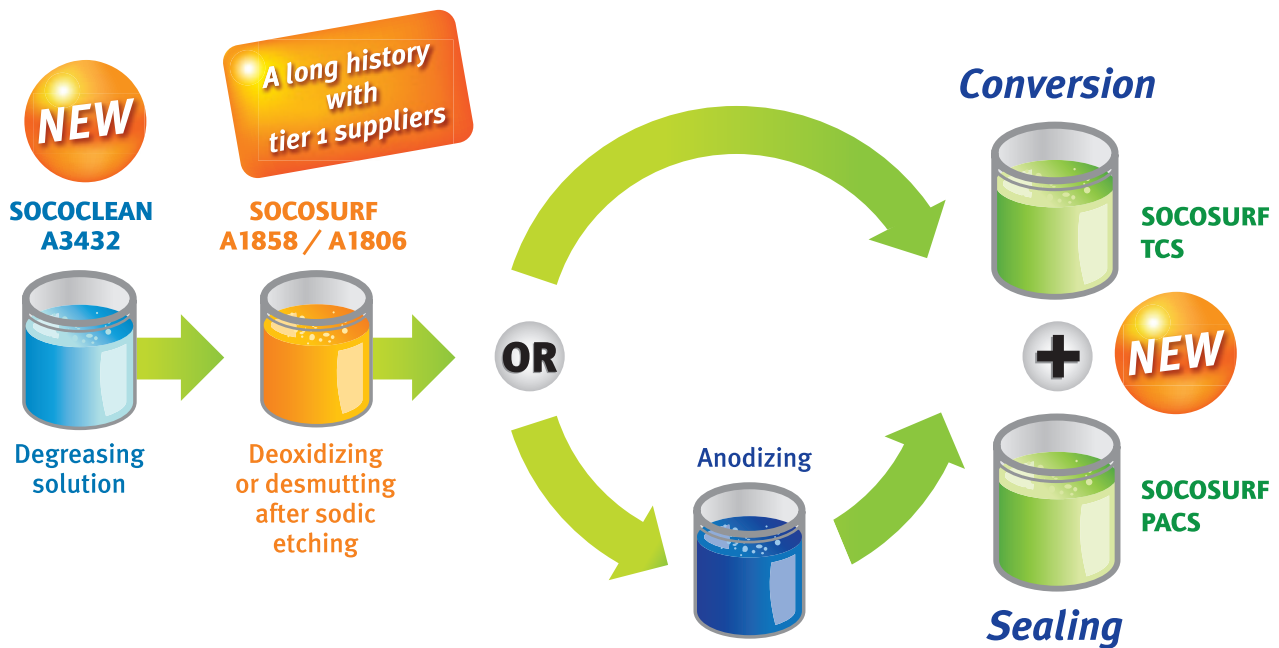 NEW
SOCOCLEAN
A3432
Degreasing
solution
A long history
with
tier 1 suppliers
SOCOSURF
A1858 / A1806
Deoxidizing
or desmutting
after sodic
etching
OR
Anodizing
Conversion
SOCOSURF
TCS
+
NEW
SOCOSURF
PACS
Sealing